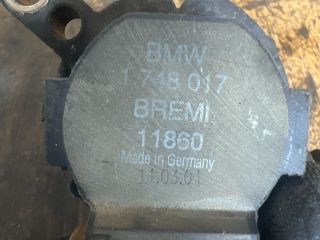 BMW
1 748 017
BREMI
11860
Made in Germany
11.03.01